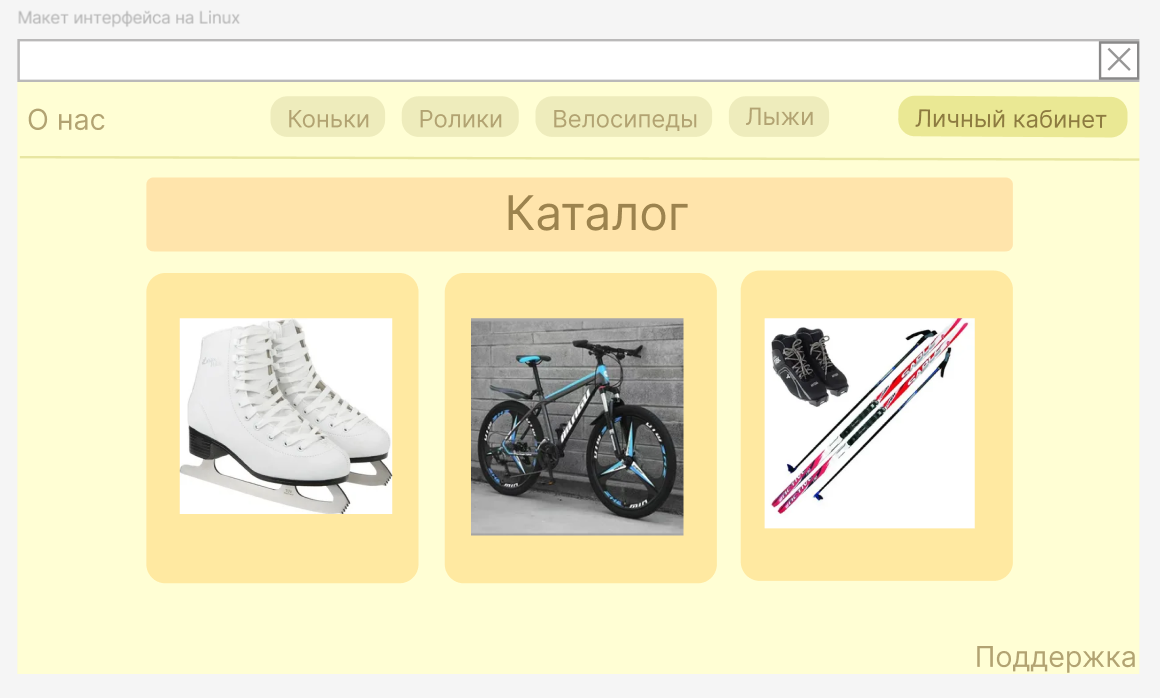 Макет интерфейса на Linux
О нас
Коньки
Ролики
Велосипеды
Лыжи
Личный кабинет
Каталог
Поддержка